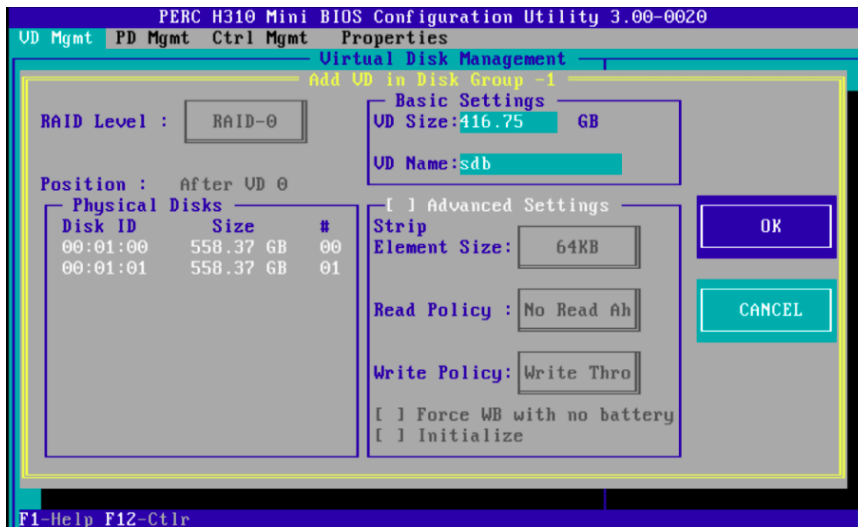 PERC H310 Mini BIOS Configuration Utility 3.00-0020
VD Mgmt PD Mgmt Ctrl Mgmt Properties
Virtual Disk Management
Add VD in Disk Group -1
RAID Level : RAID-0
Position : After VD 0
Physical Disks
Disk ID Size #
00:01:00 558.37 GB 00
00:01:01 558.37 GB 01
Basic Settings
VD Size:416.75 GB
VD Name:sdb
[ ] Advanced Settings
Strip
Element Size: 64KB
Read Policy : No Read Ah
Write Policy: Write Thro
[ ] Force WB with no battery
[ ] Initialize
OK
CANCEL
F1-Help F12-Ctlr